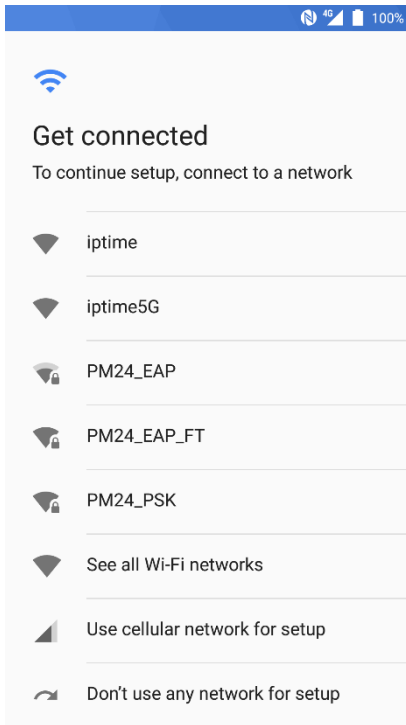 4G 100%
Get connected
To continue setup, connect to a network
iptime
iptime5G
PM24_EAP
PM24_EAP_FT
PM24_PSK
See all Wi-Fi networks
Use cellular network for setup
Don't use any network for setup